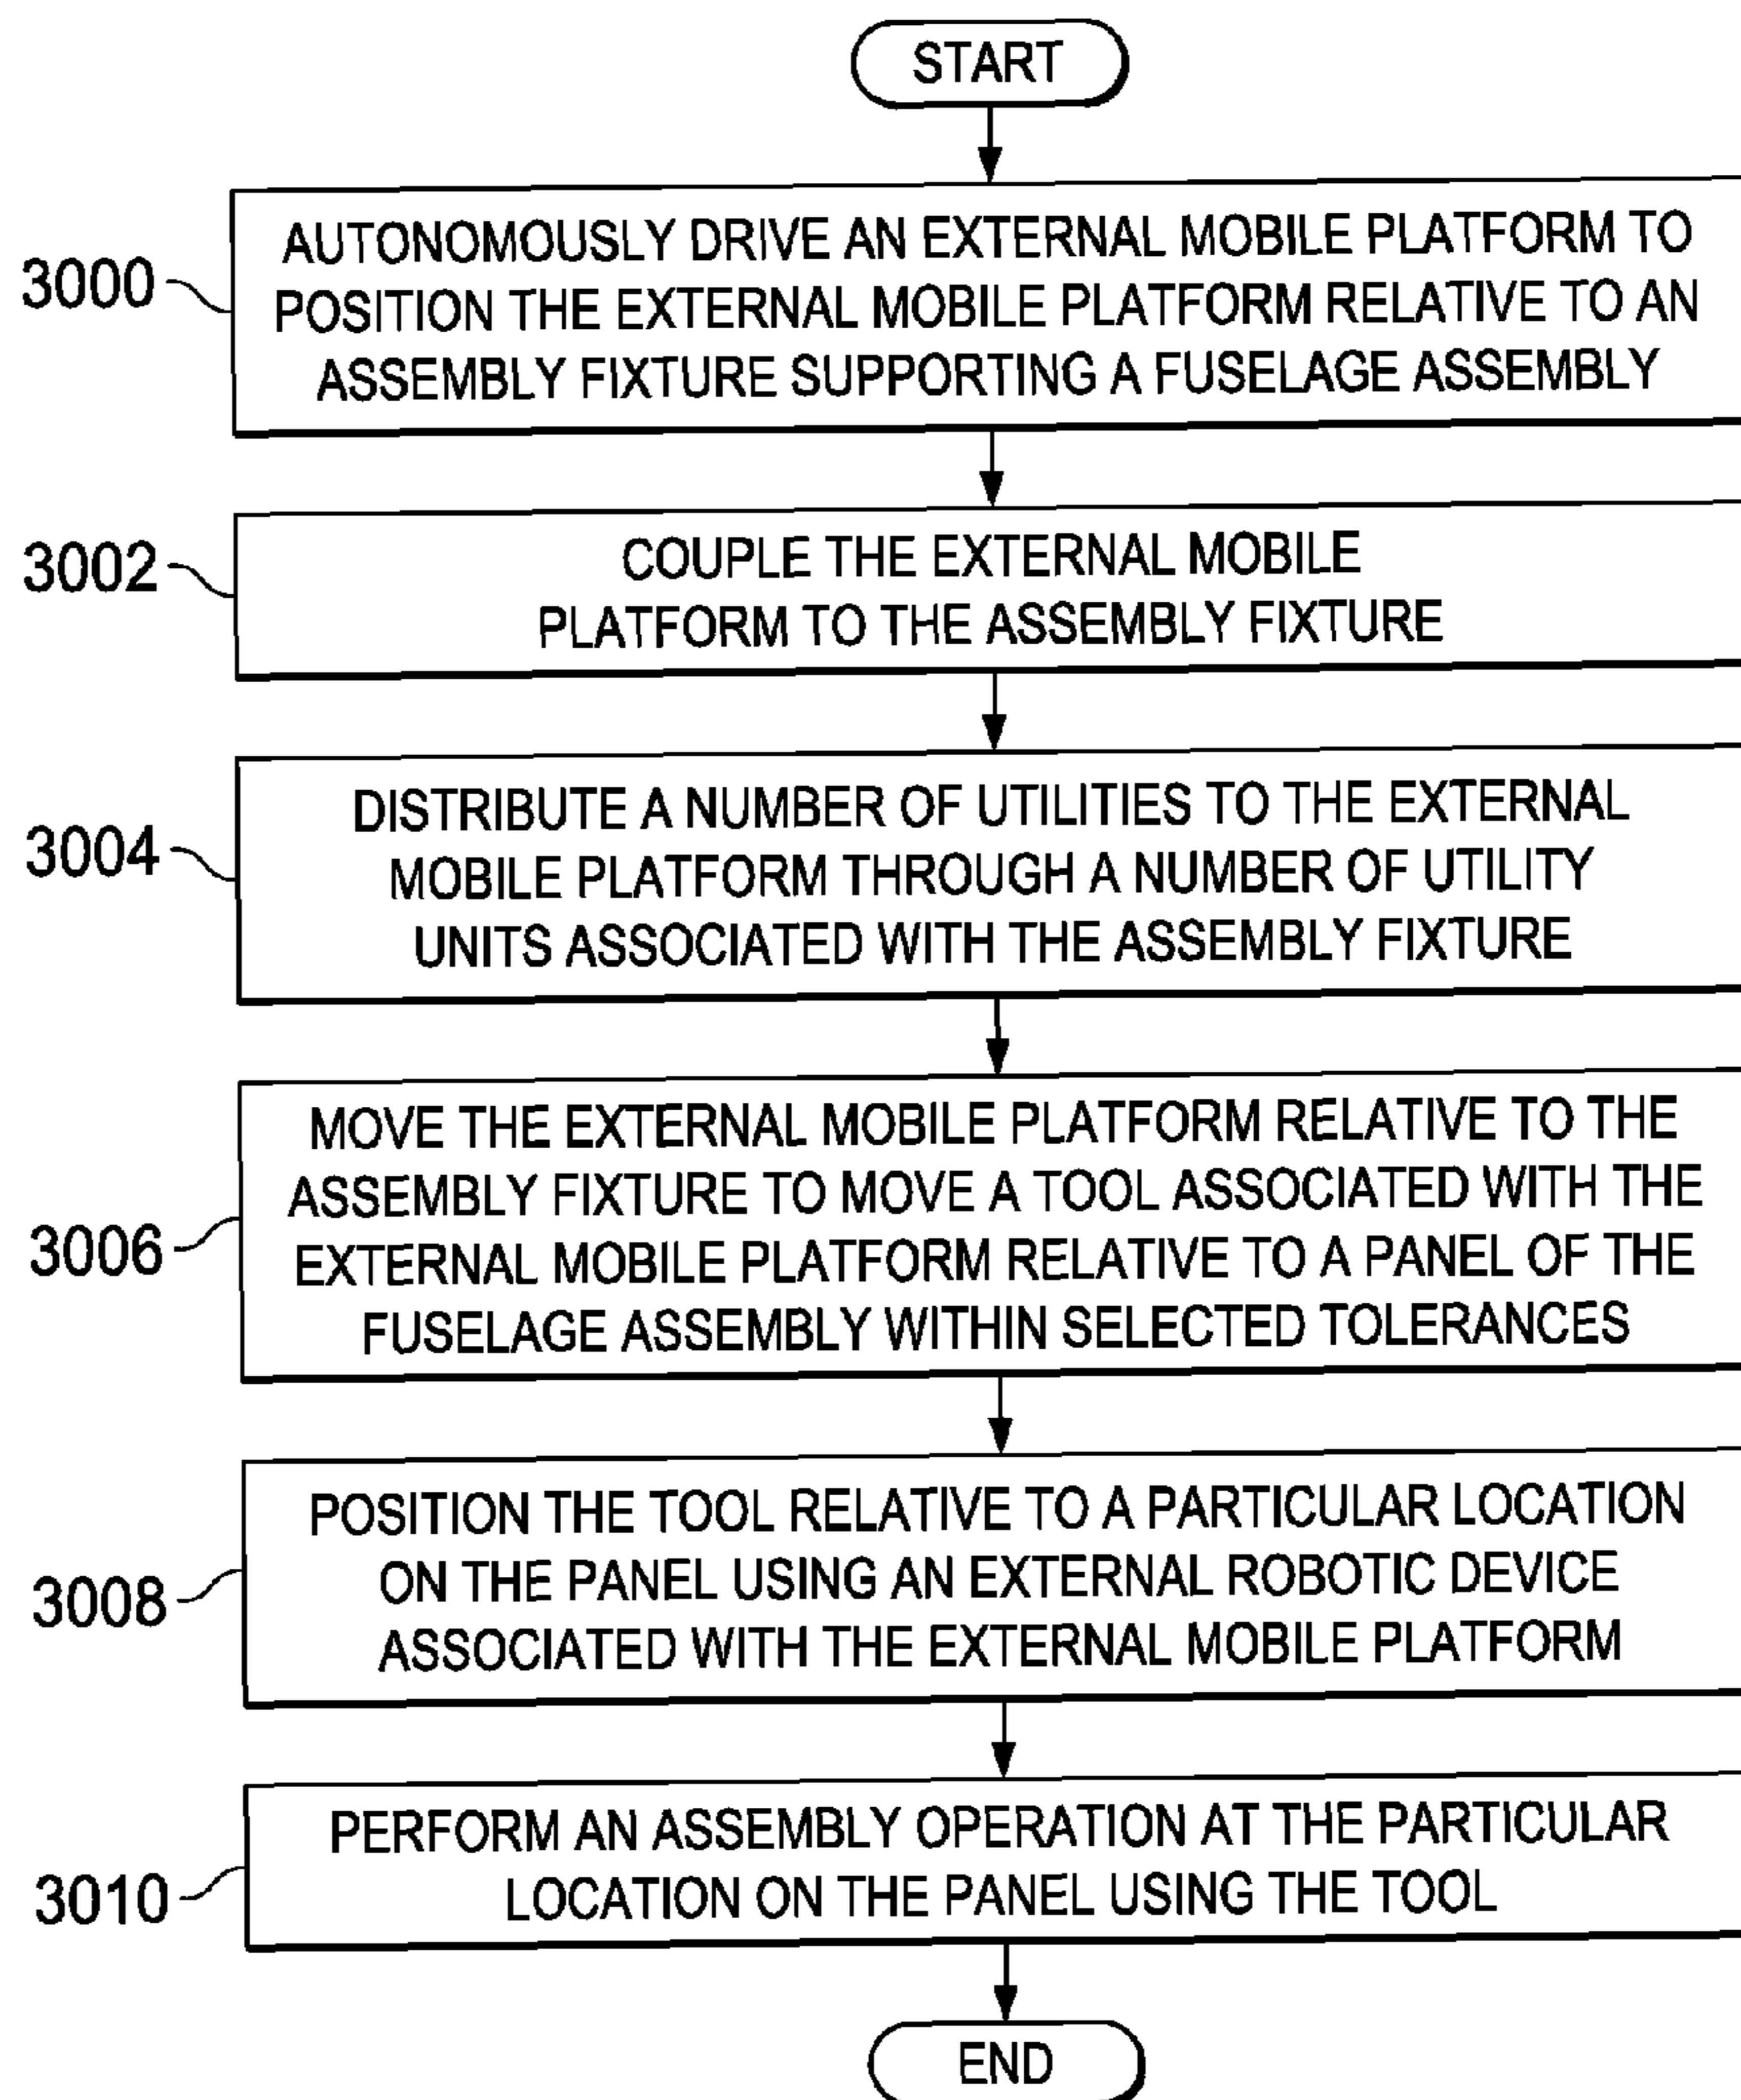 START
3000
AUTONOMOUSLY DRIVE AN EXTERNAL MOBILE PLATFORM TO
POSITION THE EXTERNAL MOBILE PLATFORM RELATIVE TO AN
ASSEMBLY FIXTURE SUPPORTING A FUSELAGE ASSEMBLY
3002
COUPLE THE EXTERNAL MOBILE
PLATFORM TO THE ASSEMBLY FIXTURE
3004
DISTRIBUTE A NUMBER OF UTILITIES TO THE EXTERNAL
MOBILE PLATFORM THROUGH A NUMBER OF UTILITY
UNITS ASSOCIATED WITH THE ASSEMBLY FIXTURE
3006
MOVE THE EXTERNAL MOBILE PLATFORM RELATIVE TO THE
ASSEMBLY FIXTURE TO MOVE A TOOL ASSOCIATED WITH THE
EXTERNAL MOBILE PLATFORM RELATIVE TO A PANEL OF THE
FUSELAGE ASSEMBLY WITHIN SELECTED TOLERANCES
3008
POSITION THE TOOL RELATIVE TO A PARTICULAR LOCATION
ON THE PANEL USING AN EXTERNAL ROBOTIC DEVICE
ASSOCIATED WITH THE EXTERNAL MOBILE PLATFORM
3010
PERFORM AN ASSEMBLY OPERATION AT THE PARTICULAR
LOCATION ON THE PANEL USING THE TOOL
END